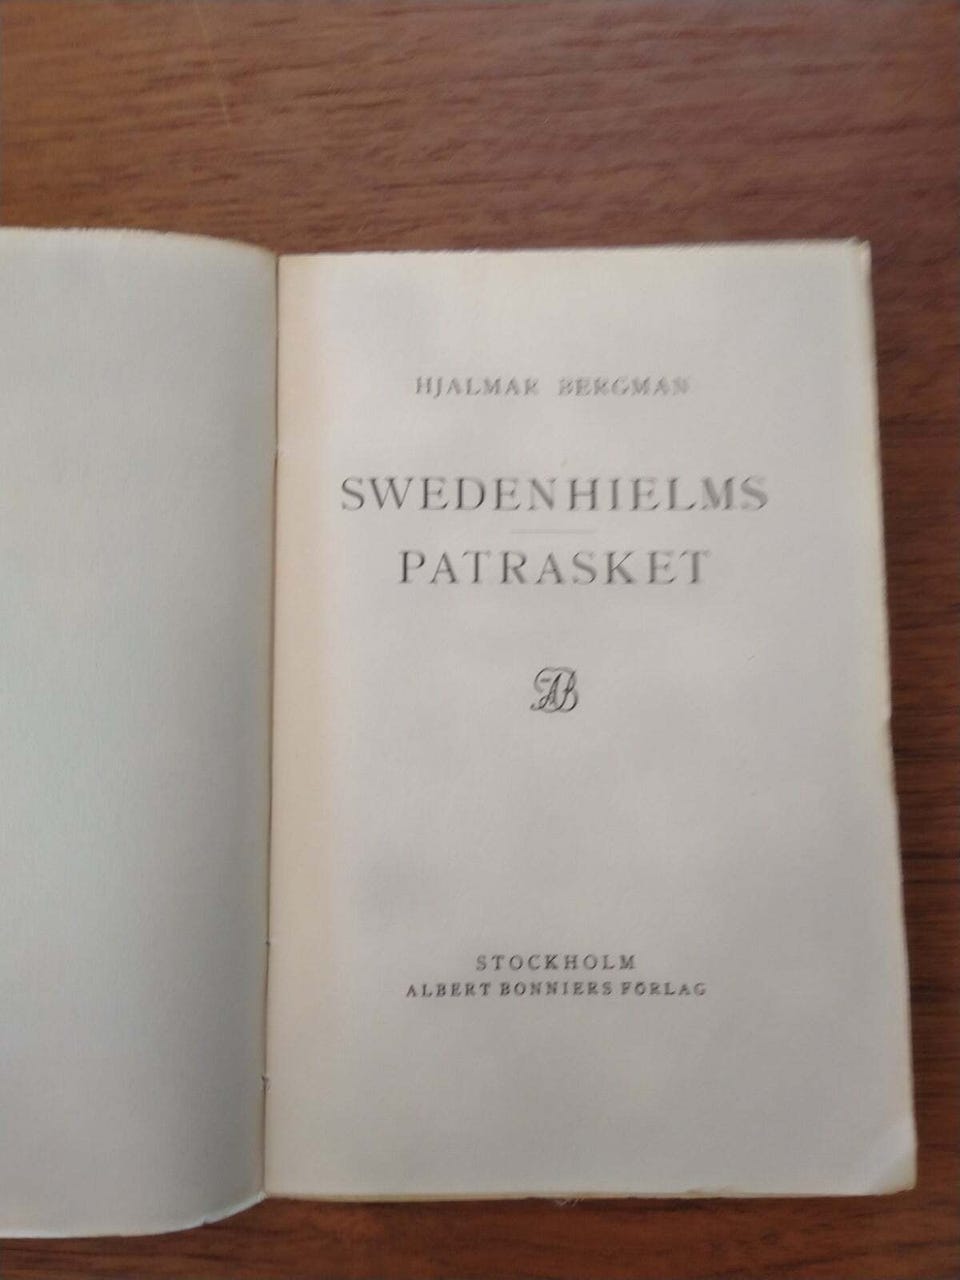 HJALMAR BERGMAN
SWEDENHIELMS
PATRASKET
AB
STOCKHOLM
ALBERT BONNIERS FÖRLAG